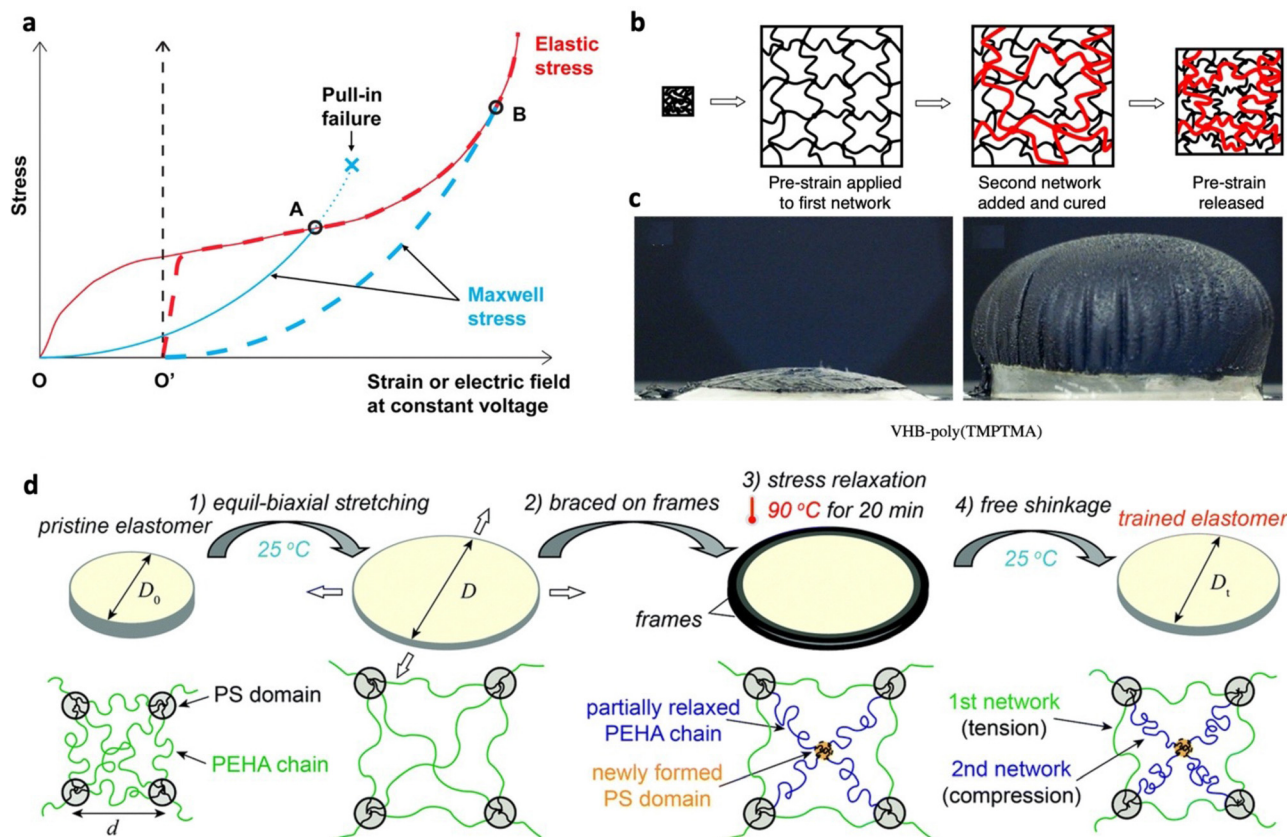 a
Elastic
stress
Pull-in
failure
B
A
Stress
Maxwell
stress
O
O'
Strain or electric field
at constant voltage
b
Pre-strain applied
to first network
Second network
added and cured
Pre-strain
released
c
VHB-poly(TMPTMA)
d
pristine elastomer
D0
1) equil-biaxial stretching
25 °C
D
2) braced on frames
3) stress relaxation
90 °C for 20 min
frames
4) free shinkage
25 °C
trained elastomer
Dt
PS domain
PEHA chain
d
partially relaxed
PEHA chain
newly formed
PS domain
1st network
(tension)
2nd network
(compression)